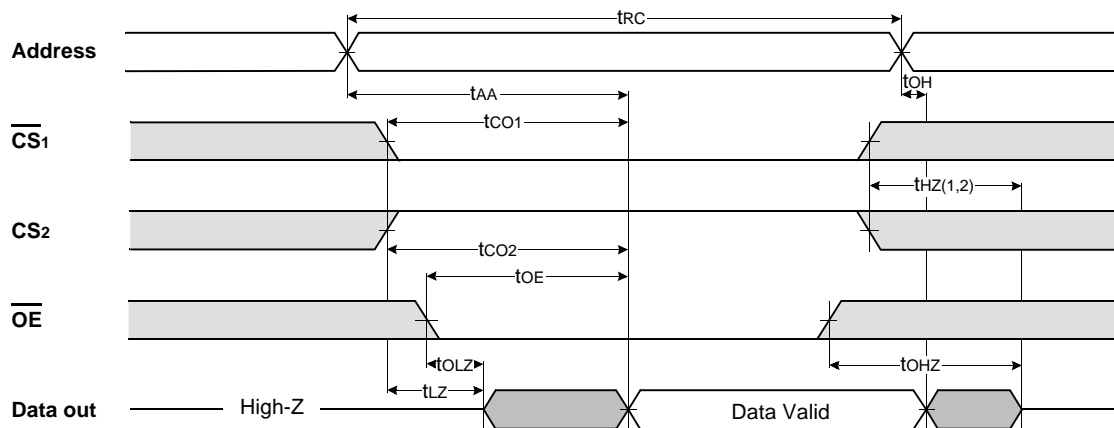 tRC
Address
tOH
tAA
CS1
tCO1
tHZ(1,2)
CS2
tCO2
tOE
OE
tOLZ
tOHZ
tLZ
Data out
High-Z
Data Valid